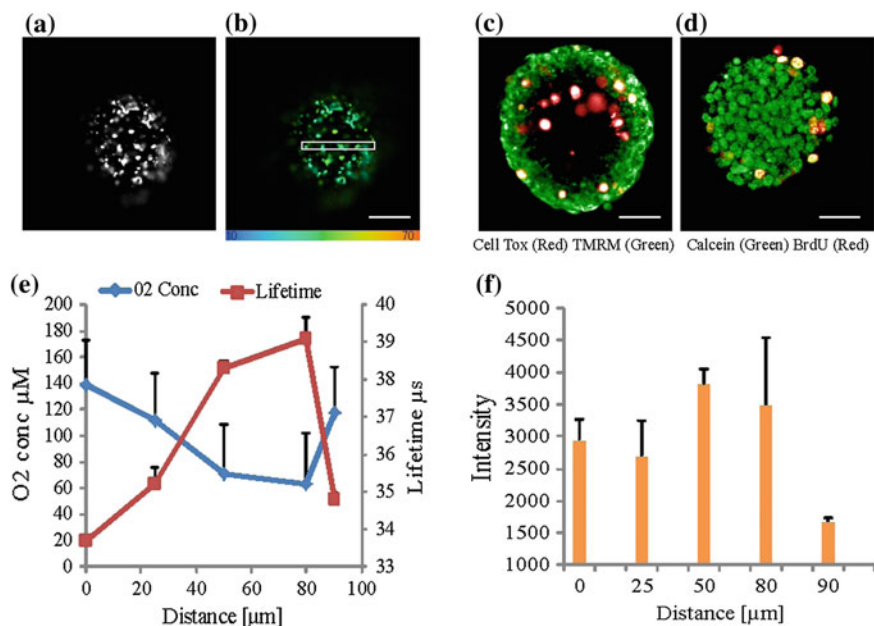 (a)
(b)
(c)
(d)
70
Cell Tox (Red) TMRM (Green)
Calcein (Green) BrdU (Red)
(e)
02 Conc
Lifetime
200
180
160
140
120
100
80
60
40
20
0
O2 conc µM
40
39
38
37
36
35
34
33
Lifetime µs
0
20
40
60
80
100
Distance [µm]
(f)
5000
4500
4000
3500
3000
2500
2000
1500
1000
Intensity
0
25
50
80
90
Distance [µm]